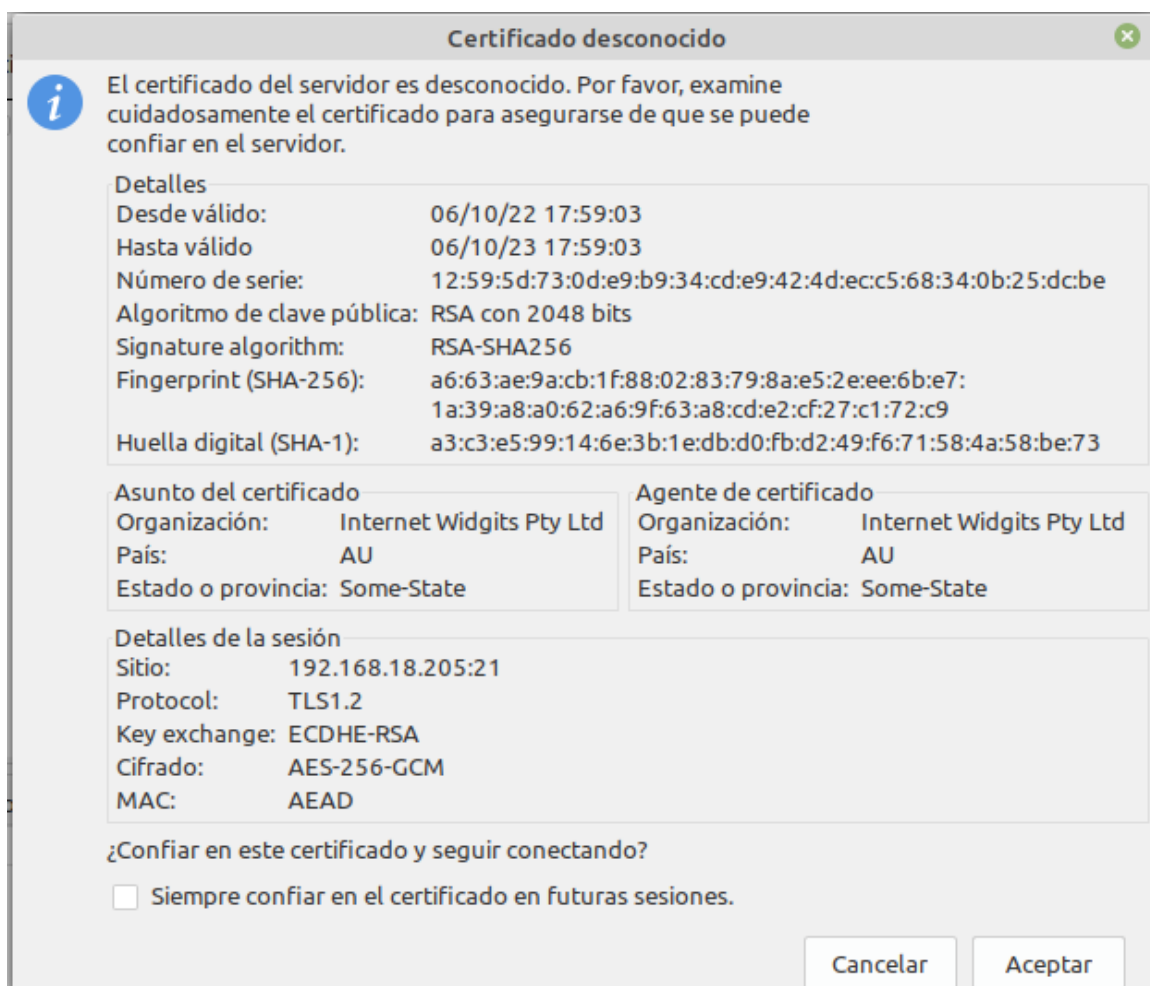 Certificado desconocido
El certificado del servidor es desconocido. Por favor, examine
cuidadosamente el certificado para asegurarse de que se puede
confiar en el servidor.
Detalles
Desde válido: 06/10/22 17:59:03
Hasta válido 06/10/23 17:59:03
Número de serie: 12:59:5d:73:0d:e9:b9:34:cd:e9:42:4d:ec:c5:68:34:0b:25:dc:be
Algoritmo de clave pública: RSA con 2048 bits
Signature algorithm: RSA-SHA256
Fingerprint (SHA-256): a6:63:ae:9a:cb:1f:88:02:83:79:8a:e5:2e:ee:6b:e7:
1a:39:a8:a0:62:a6:9f:63:a8:cd:e2:cf:27:c1:72:c9
Huella digital (SHA-1): a3:c3:e5:99:14:6e:3b:1e:db:d0:fb:d2:49:f6:71:58:4a:58:be:73
Asunto del certificado Agente de certificado
Organización: Internet Widgits Pty Ltd Organización: Internet Widgits Pty Ltd
País: AU País: AU
Estado o provincia: Some-State Estado o provincia: Some-State
Detalles de la sesión
Sitio: 192.168.18.205:21
Protocol: TLS1.2
Key exchange: ECDHE-RSA
Cifrado: AES-256-GCM
MAC: AEAD
¿Confiar en este certificado y seguir conectando?
Siempre confiar en el certificado en futuras sesiones.
Cancelar Aceptar